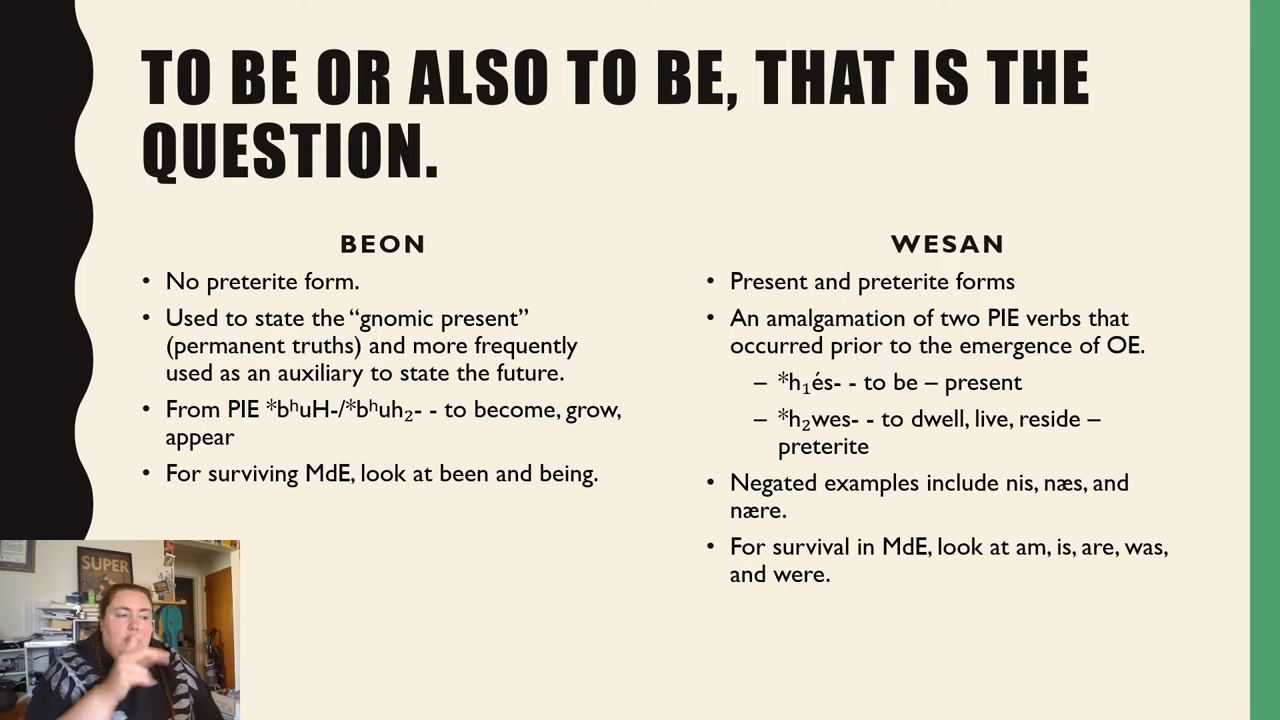 TO BE OR ALSO TO BE, THAT IS THE
QUESTION.
BEON
• No preterite form.
• Used to state the “gnomic present”
(permanent truths) and more frequently
used as an auxiliary to state the future.
• From PIE *bʰuH-/*bʰuh₂- - to become, grow,
appear
• For surviving MdE, look at been and being.
WESAN
• Present and preterite forms
• An amalgamation of two PIE verbs that
occurred prior to the emergence of OE.
– *h₁és- - to be – present
– *h₂wes- - to dwell, live, reside –
preterite
• Negated examples include nis, næs, and
nære.
• For survival in MdE, look at am, is, are, was,
and were.
SUPER